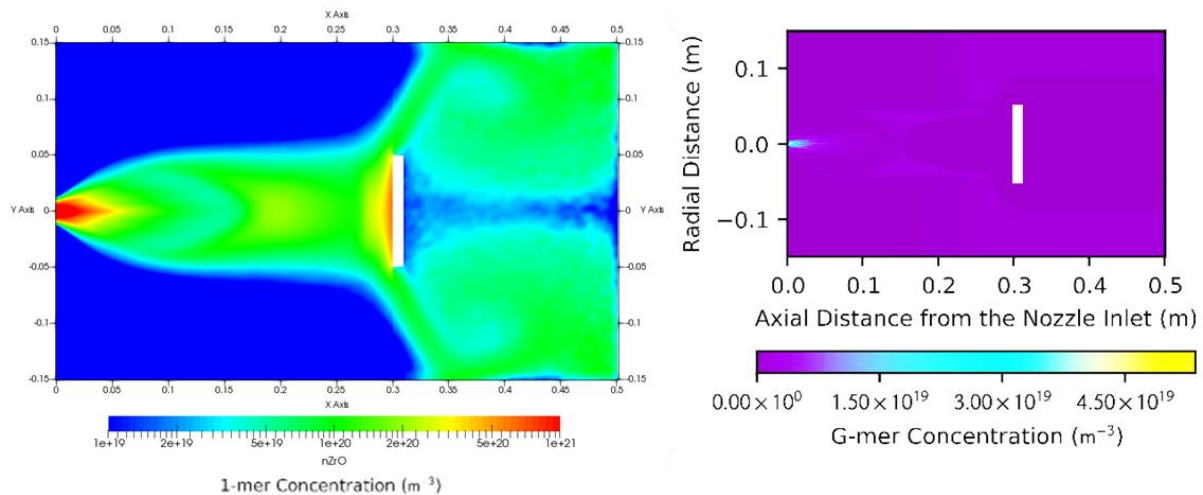 X Axis
0 0.05 0.1 0.15 0.2 0.25 0.3 0.35 0.4 0.45 0.5
0.15 0.15
0.1 0.1
0.05 0.05
Y Axis 0 0 Y Axis
-0.05 -0.05
-0.1 -0.1
-0.15 -0.15
0 0.05 0.1 0.15 0.2 0.25 0.3 0.35 0.4 0.45 0.5
X Axis
1e+19 2e+19 5e+19 1e+20 2e+20 5e+20 1e+21
nZrO
1-mer Concentration (m⁻³)
Radial Distance (m)
0.1
0.0
−0.1
0.0 0.1 0.2 0.3 0.4 0.5
Axial Distance from the Nozzle Inlet (m)
0.00×10⁰ 1.50×10¹⁹ 3.00×10¹⁹ 4.50×10¹⁹
G-mer Concentration (m⁻³)